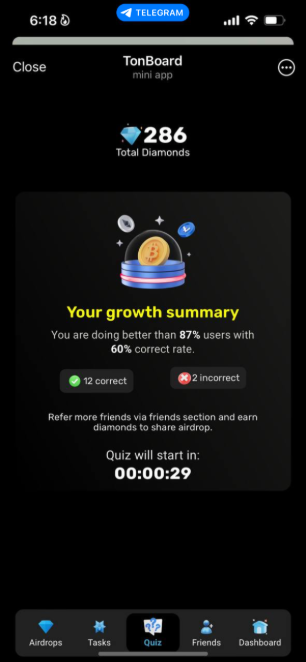 6:18
TELEGRAM
Close
TonBoard
mini app
286
Total Diamonds
Your growth summary
You are doing better than 87% users with
60% correct rate.
12 correct
2 incorrect
Refer more friends via friends section and earn
diamonds to share airdrop.
Quiz will start in:
00:00:29
Airdrops
Tasks
Quiz
Friends
Dashboard